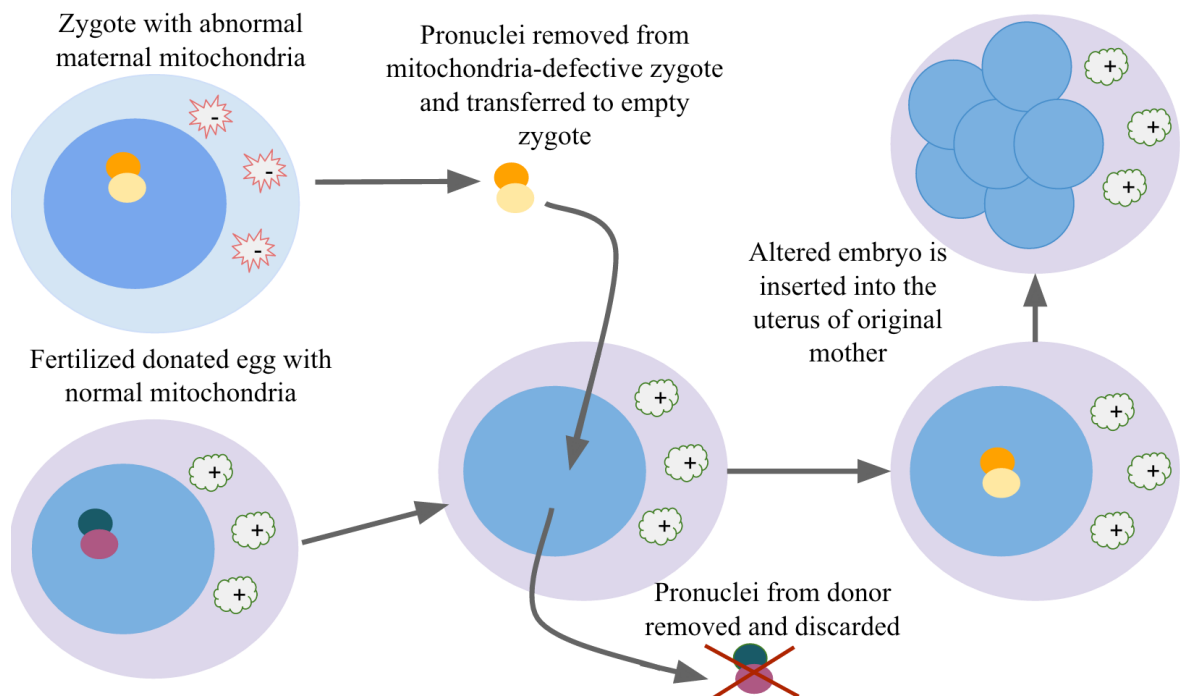 Zygote with abnormal
maternal mitochondria
-
-
-
Pronuclei removed from
mitochondria-defective zygote
and transferred to empty
zygote
+
+
+
Altered embryo is
inserted into the
uterus of original
mother
Fertilized donated egg with
normal mitochondria
+
+
+
+
+
+
+
+
+
Pronuclei from donor
removed and discarded